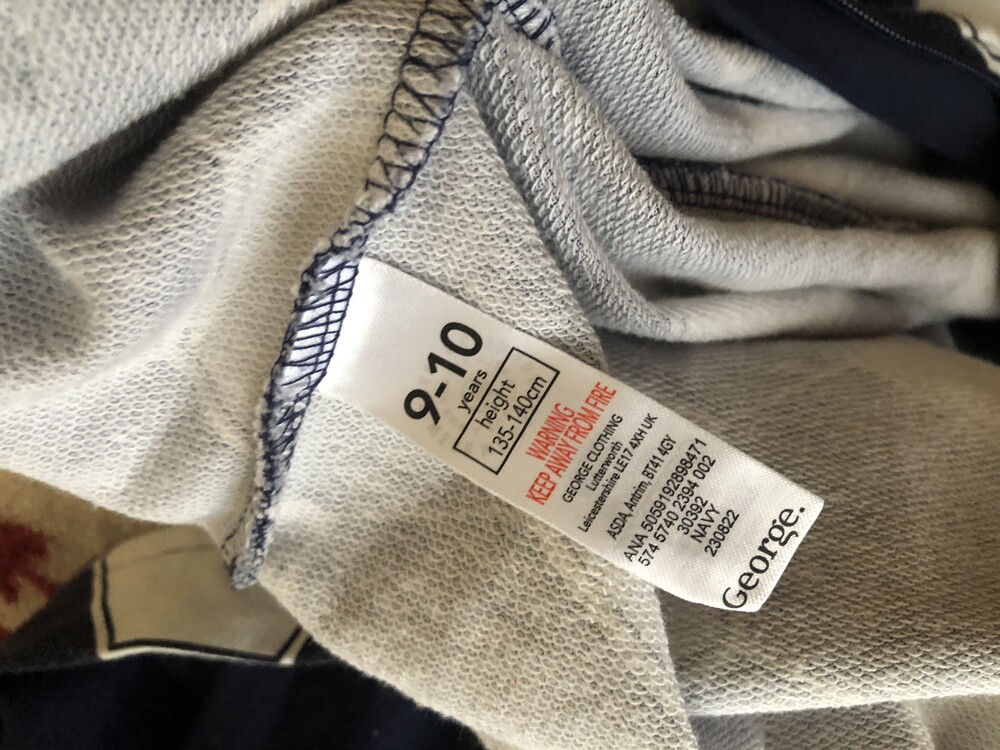 9-10
years
height
135-140cm
WARNING
KEEP AWAY FROM FIRE
GEORGE CLOTHING
Lutterworth
Leicestershire LE17 4XH UK
ASDA, Antrim, BT41 4GY
ANA 5059192898471
574 5740 2394 002
30392
NAVY
230822
George.